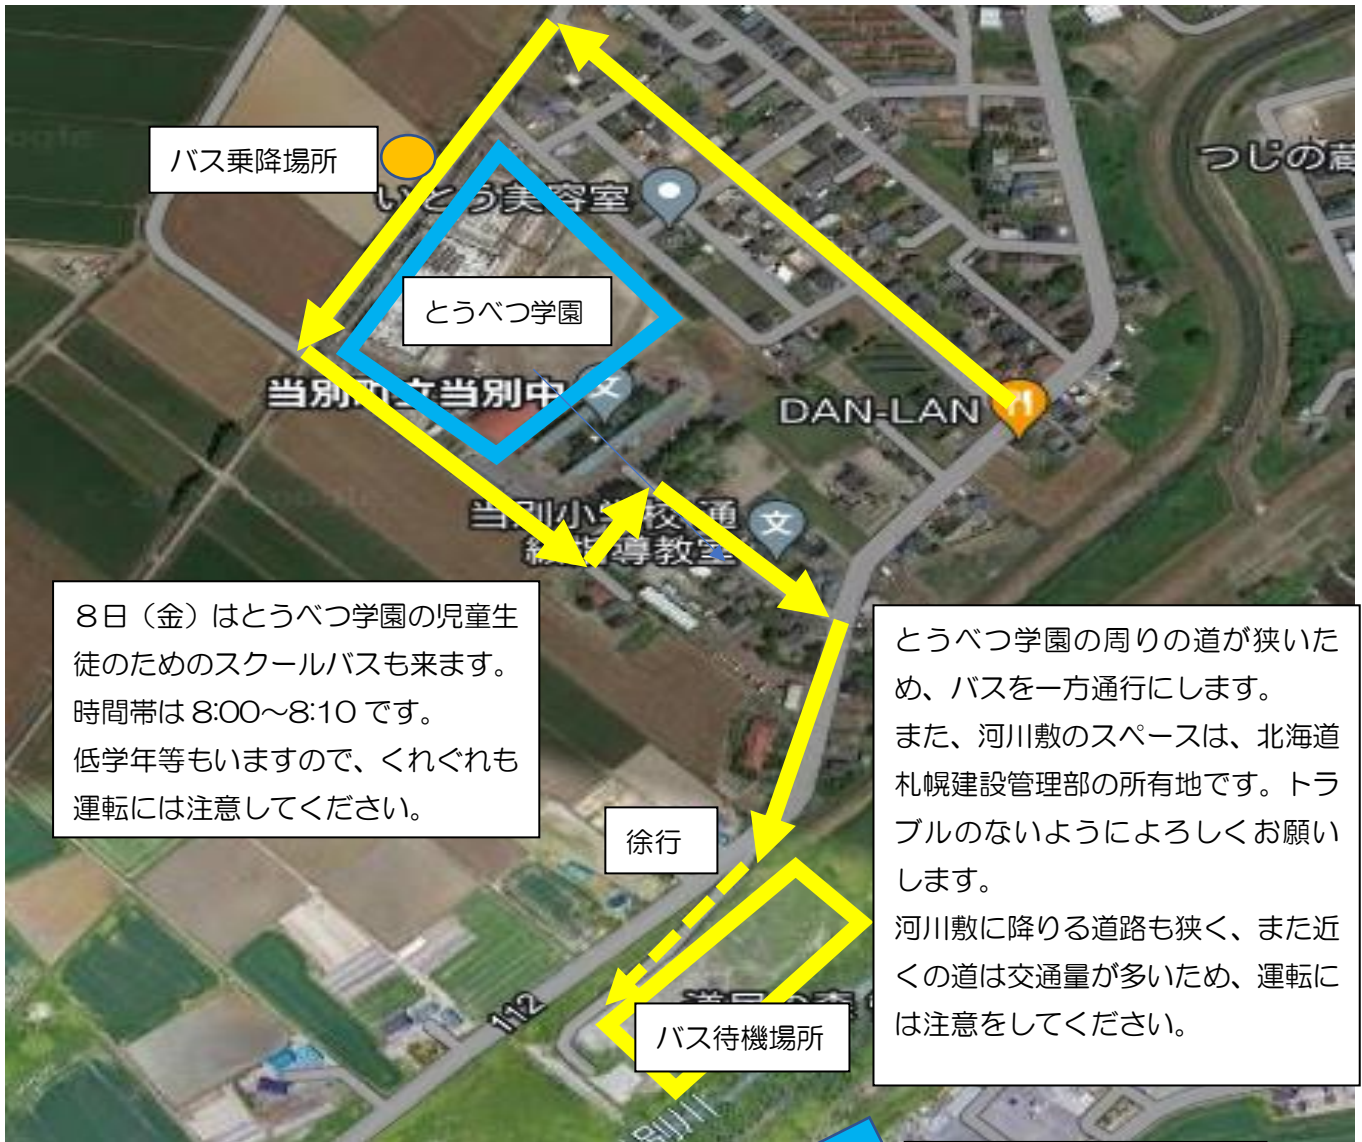 バス乗降場所
つじの蔵
いとう美容室
とうべつ学園
当別町立当別中
DAN-LAN
当別小学校(通
級指導教室
8日（金）はとうべつ学園の児童生
徒のためのスクールバスも来ます。
時間帯は 8:00～8:10 です。
低学年等もいますので、くれぐれも
運転には注意してください。
とうべつ学園の周りの道が狭いた
め、バスを一方通行にします。
また、河川敷のスペースは、北海道
札幌建設管理部の所有地です。トラ
ブルのないようによろしくお願い
します。
河川敷に降りる道路も狭く、また近
くの道は交通量が多いため、運転に
は注意をしてください。
徐行
112
バス待機場所